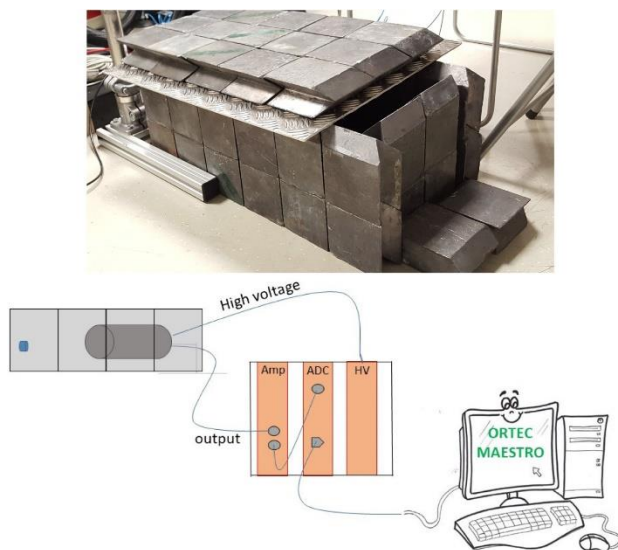 High voltage
Amp
ADC
HV
output
ORTEC
MAESTRO